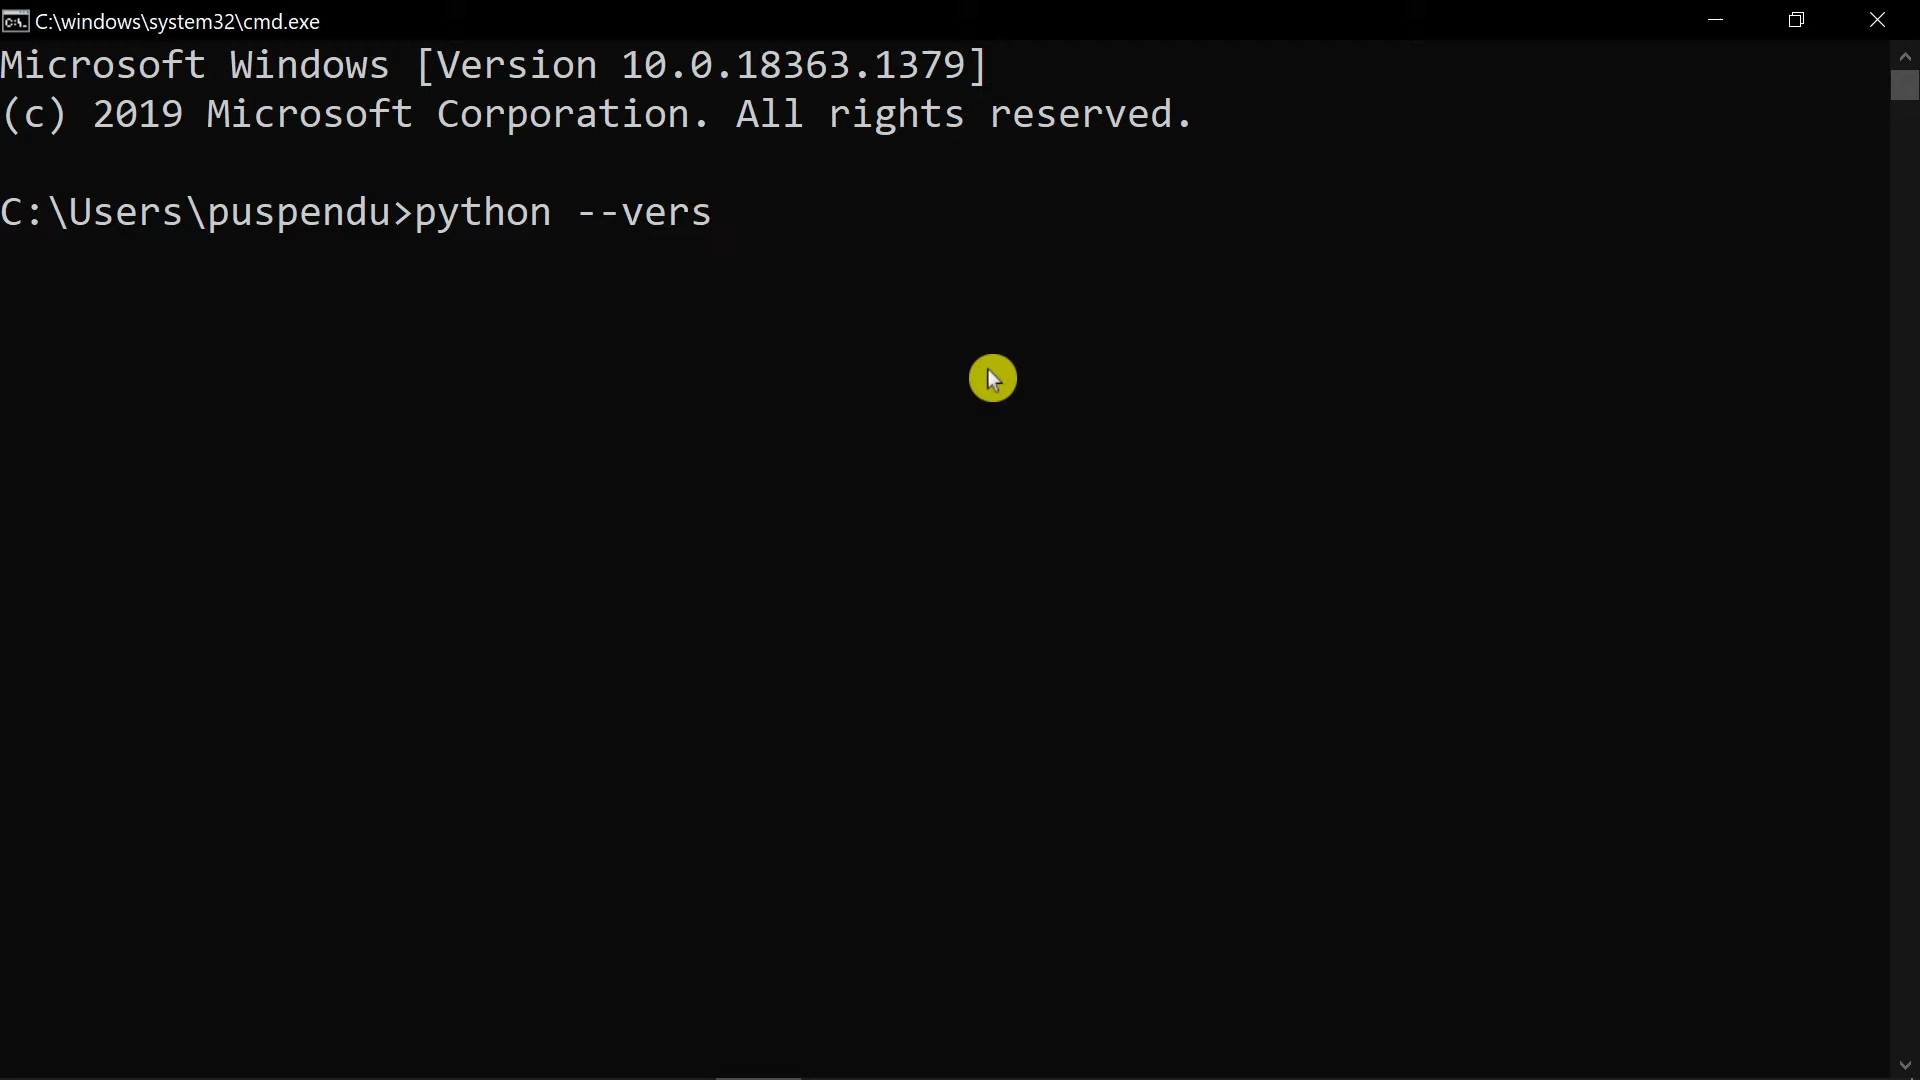 C:\windows\system32\cmd.exe
Microsoft Windows [Version 10.0.18363.1379]
(c) 2019 Microsoft Corporation. All rights reserved.
C:\Users\puspendu>python --vers